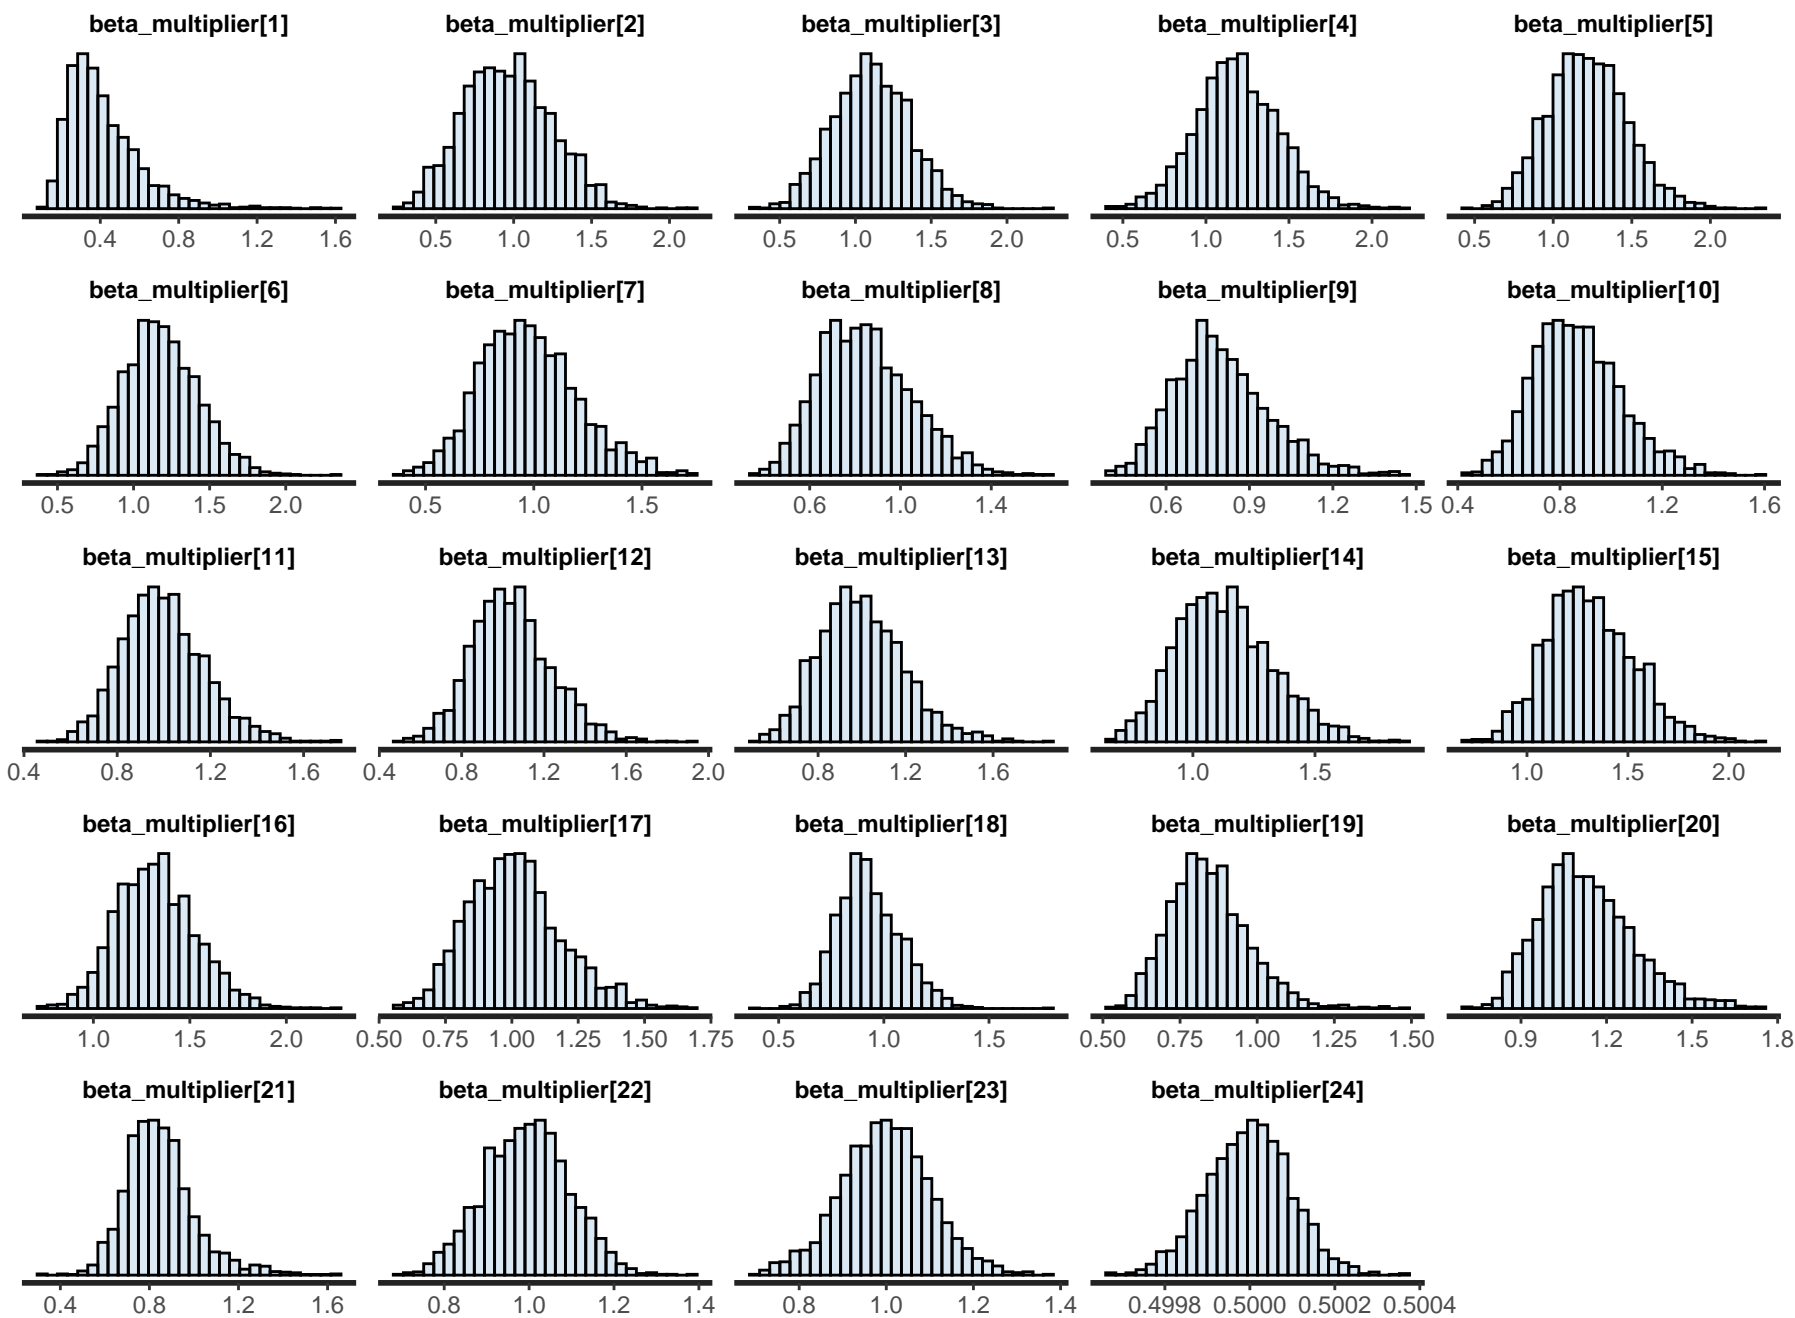 beta_multiplier[1] beta_multiplier[2] beta_multiplier[3] beta_multiplier[4] beta_multiplier[5]
0.4 0.8 1.2 1.6 0.5 1.0 1.5 2.0 0.5 1.0 1.5 2.0 0.5 1.0 1.5 2.0 0.5 1.0 1.5 2.0
beta_multiplier[6] beta_multiplier[7] beta_multiplier[8] beta_multiplier[9] beta_multiplier[10]
0.5 1.0 1.5 2.0 0.5 1.0 1.5 0.6 1.0 1.4 0.6 0.9 1.2 1.5 0.4 0.8 1.2 1.6
beta_multiplier[11] beta_multiplier[12] beta_multiplier[13] beta_multiplier[14] beta_multiplier[15]
0.4 0.8 1.2 1.6 0.4 0.8 1.2 1.6 2.0 0.8 1.2 1.6 1.0 1.5 1.0 1.5 2.0
beta_multiplier[16] beta_multiplier[17] beta_multiplier[18] beta_multiplier[19] beta_multiplier[20]
1.0 1.5 2.0 0.50 0.75 1.00 1.25 1.50 1.75 0.5 1.0 1.5 0.50 0.75 1.00 1.25 1.50 0.9 1.2 1.5 1.8
beta_multiplier[21] beta_multiplier[22] beta_multiplier[23] beta_multiplier[24]
0.4 0.8 1.2 1.6 0.8 1.0 1.2 1.4 0.8 1.0 1.2 1.4 0.4998 0.5000 0.5002 0.5004